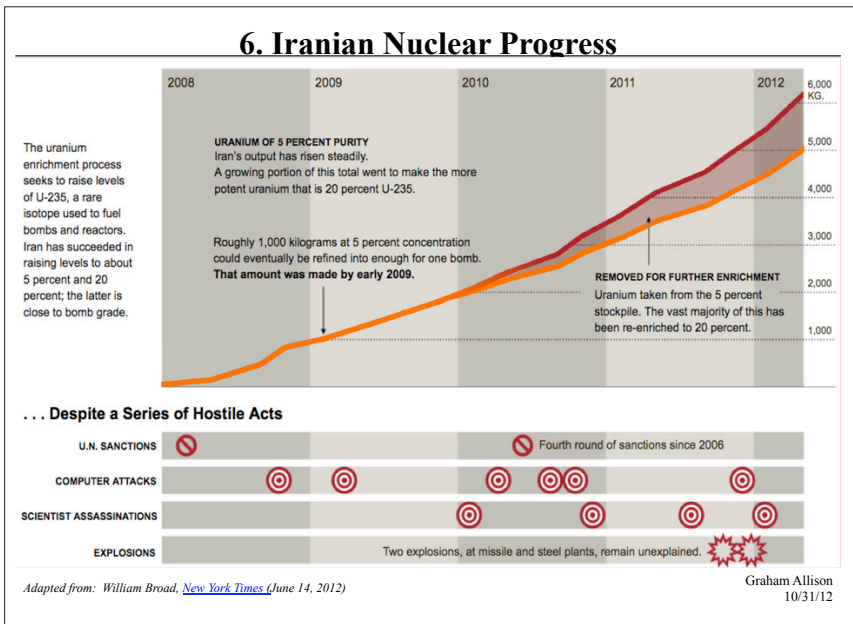 6. Iranian Nuclear Progress
2008
2009
2010
2011
2012
6,000
KG.
5,000
4,000
3,000
2,000
1,000
The uranium
enrichment process
seeks to raise levels
of U-235, a rare
isotope used to fuel
bombs and reactors.
Iran has succeeded in
raising levels to about
5 percent and 20
percent; the latter is
close to bomb grade.
URANIUM OF 5 PERCENT PURITY
Iran's output has risen steadily.
A growing portion of this total went to make the more
potent uranium that is 20 percent U-235.
Roughly 1,000 kilograms at 5 percent concentration
could eventually be refined into enough for one bomb.
That amount was made by early 2009.
REMOVED FOR FURTHER ENRICHMENT
Uranium taken from the 5 percent
stockpile. The vast majority of this has
been re-enriched to 20 percent.
. . . Despite a Series of Hostile Acts
U.N. SANCTIONS
Fourth round of sanctions since 2006
COMPUTER ATTACKS
SCIENTIST ASSASSINATIONS
EXPLOSIONS
Two explosions, at missile and steel plants, remain unexplained.
Adapted from: William Broad, New York Times (June 14, 2012)
Graham Allison
10/31/12